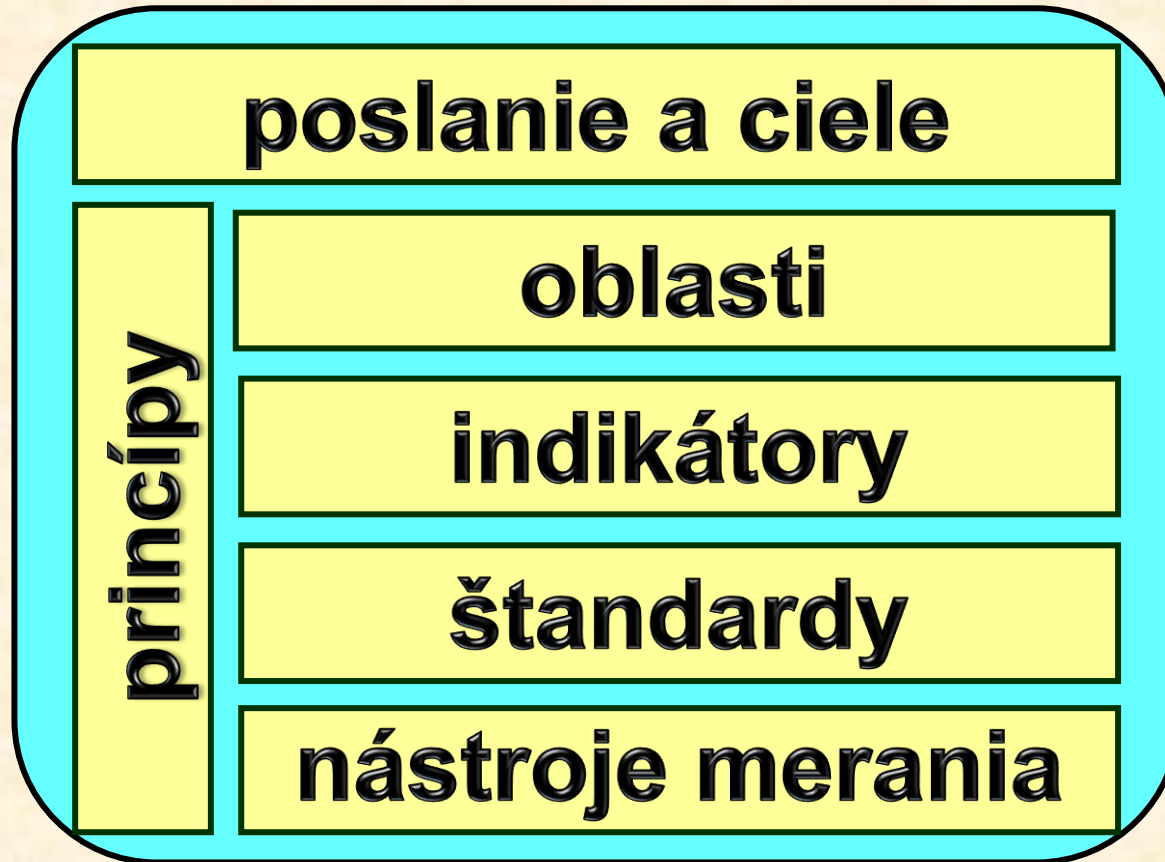 poslanie a ciele
princípy
oblasti
indikátory
štandardy
nástroje merania